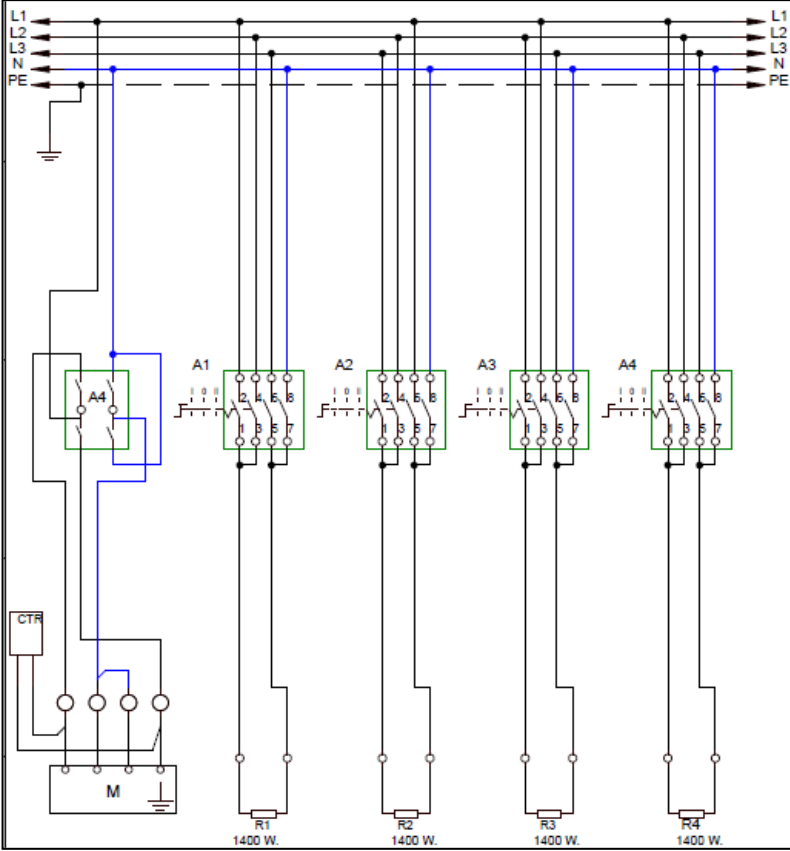 L1 L1
L2 L2
L3 L3
N N
PE PE
A1 A2 A3 A4
I 0 II I 0 II I 0 II I 0 II
A4
2 4 6 8 2 4 6 8 2 4 6 8 2 4 6 8
1 3 5 7 1 3 5 7 1 3 5 7 1 3 5 7
CTR
M
R1 R2 R3 R4
1400 W. 1400 W. 1400 W. 1400 W.